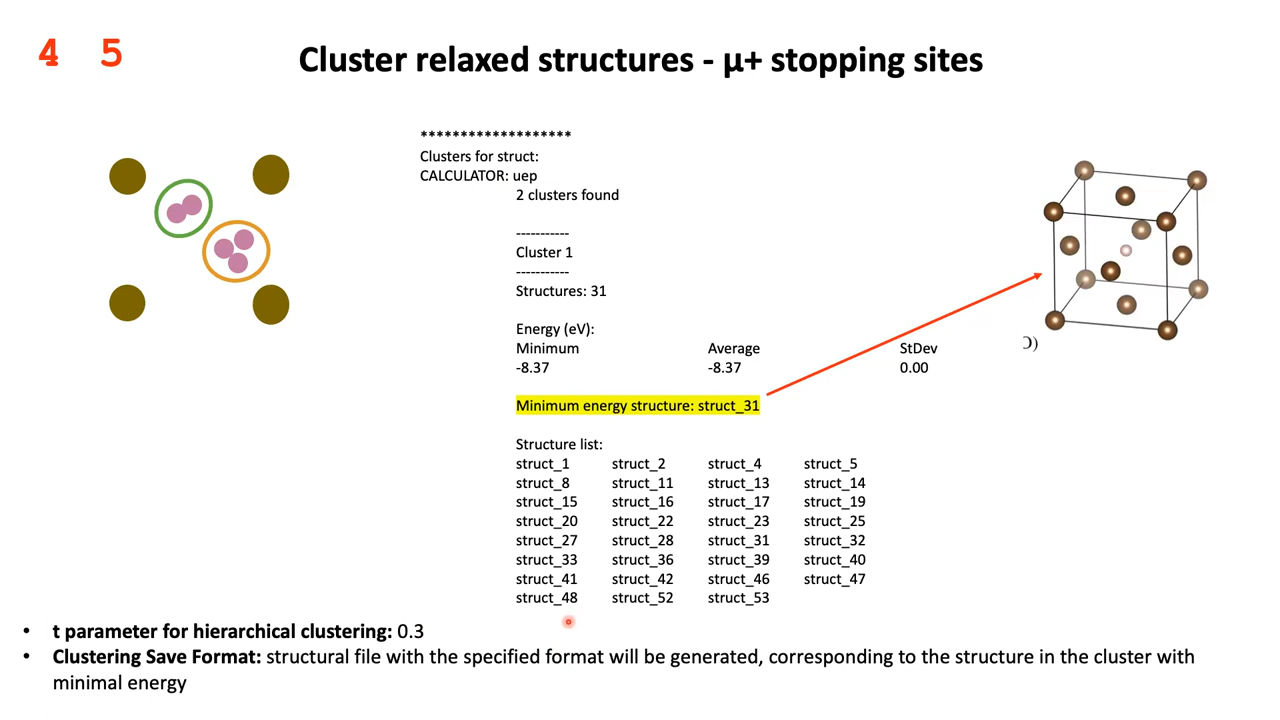 4 5
Cluster relaxed structures - µ+ stopping sites
*******************
Clusters for struct:
CALCULATOR: uep
2 clusters found
-----------
Cluster 1
-----------
Structures: 31
Energy (eV):
Minimum Average StDev
-8.37 -8.37 0.00
Minimum energy structure: struct_31
Structure list:
struct_1 struct_2 struct_4 struct_5
struct_8 struct_11 struct_13 struct_14
struct_15 struct_16 struct_17 struct_19
struct_20 struct_22 struct_23 struct_25
struct_27 struct_28 struct_31 struct_32
struct_33 struct_36 struct_39 struct_40
struct_41 struct_42 struct_46 struct_47
struct_48 struct_52 struct_53
• t parameter for hierarchical clustering: 0.3
• Clustering Save Format: structural file with the specified format will be generated, corresponding to the structure in the cluster with
minimal energy